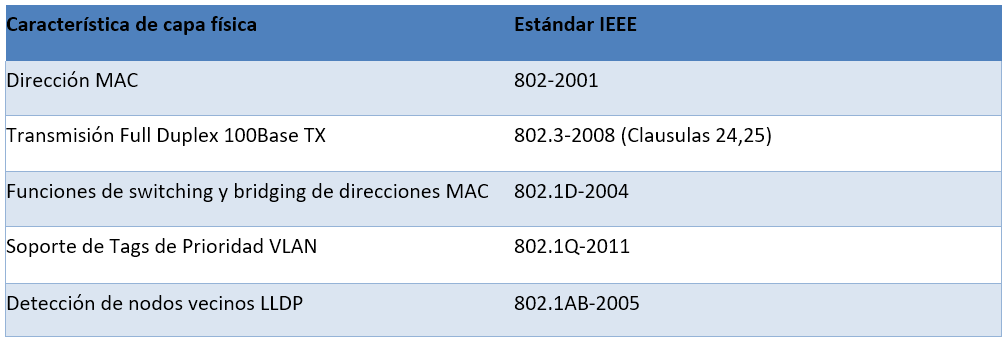 Característica de capa física Estándar IEEE
Dirección MAC 802-2001
Transmisión Full Duplex 100Base TX 802.3-2008 (Clausulas 24,25)
Funciones de switching y bridging de direcciones MAC 802.1D-2004
Soporte de Tags de Prioridad VLAN 802.1Q-2011
Detección de nodos vecinos LLDP 802.1AB-2005